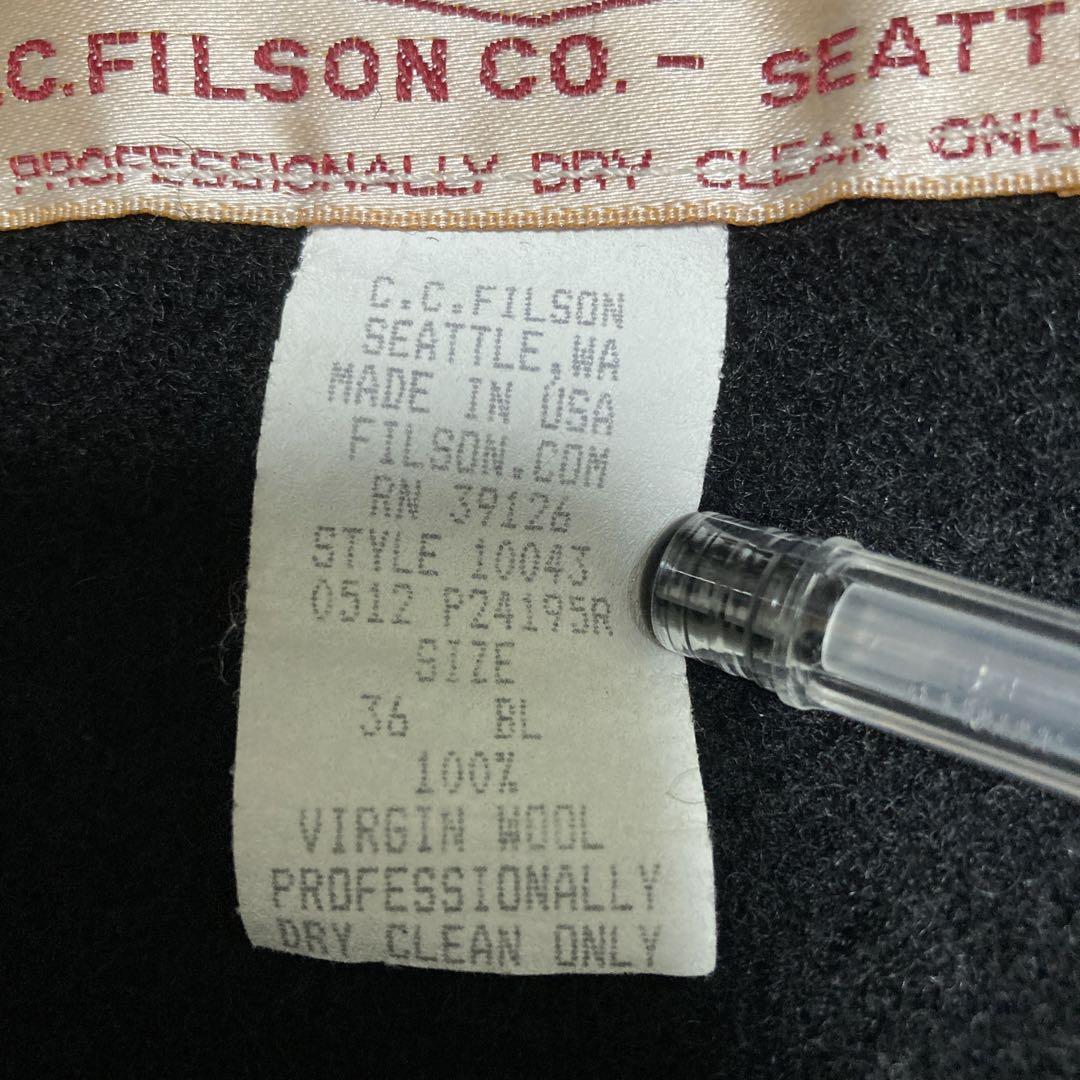 .C.FILSON CO. - SEATT
PROFESSIONALLY DRY CLEAN ONLY
C.C.FILSON
SEATTLE,WA
MADE IN USA
FILSON.COM
RN 39126
STYLE 10043
0512 P24195R
SIZE
36 BL
100%
VIRGIN WOOL
PROFESSIONALLY
DRY CLEAN ONLY